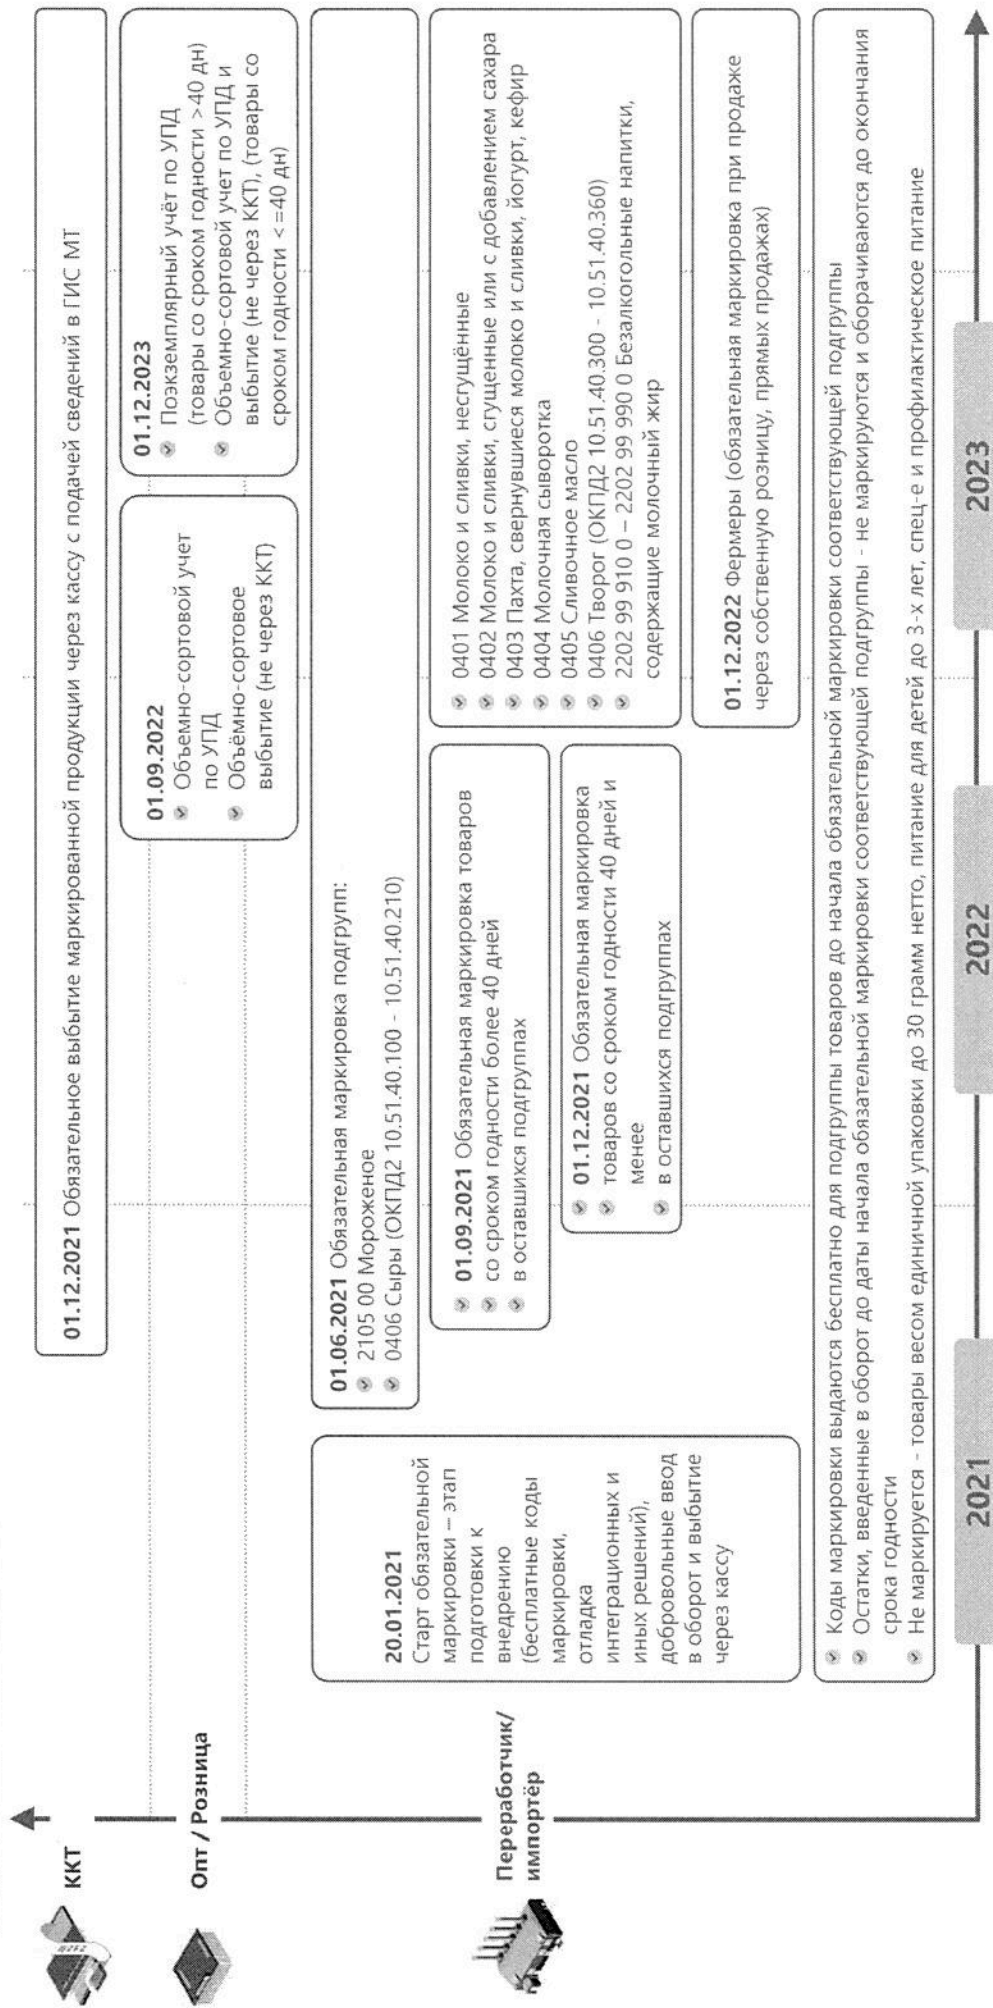 ККТ
01.12.2021 Обязательное выбытие маркированной продукции через кассу с подачей сведений в ГИС МТ
Опт / Розница
01.09.2022
Объемно-сортовой учет
по УПД
Объёмно-сортовое
выбытие (не через ККТ)
01.12.2023
Поэкземплярный учёт по УПД
(товары со сроком годности >40 дн)
Объемно-сортовой учет по УПД и
выбытие (не через ККТ), (товары со
сроком годности <=40 дн)
Переработчик/
импортёр
20.01.2021
Старт обязательной
маркировки – этап
подготовки к
внедрению
(бесплатные коды
маркировки,
отладка
интеграционных и
иных решений),
добровольные ввод
в оборот и выбытие
через кассу
01.06.2021 Обязательная маркировка подгрупп:
2105 00 Мороженое
0406 Сыры (ОКПД2 10.51.40.100 - 10.51.40.210)
01.09.2021 Обязательная маркировка товаров
со сроком годности более 40 дней
в оставшихся подгруппах
01.12.2021 Обязательная маркировка
товаров со сроком годности 40 дней и
менее
в оставшихся подгруппах
0401 Молоко и сливки, несгущённые
0402 Молоко и сливки, сгущенные или с добавлением сахара
0403 Пахта, свернувшиеся молоко и сливки, йогурт, кефир
0404 Молочная сыворотка
0405 Сливочное масло
0406 Творог (ОКПД2 10.51.40.300 - 10.51.40.360)
2202 99 910 0 – 2202 99 990 0 Безалкогольные напитки,
содержащие молочный жир
01.12.2022 Фермеры (обязательная маркировка при продаже
через собственную розницу, прямых продажах)
Коды маркировки выдаются бесплатно для подгруппы товаров до начала обязательной маркировки соответствующей подгруппы
Остатки, введенные в оборот до даты начала обязательной маркировки соответствующей подгруппы - не маркируются и оборачиваются до окончания
срока годности
Не маркируется - товары весом единичной упаковки до 30 грамм нетто, питание для детей до 3-х лет, спец-е и профилактическое питание
2021
2022
2023